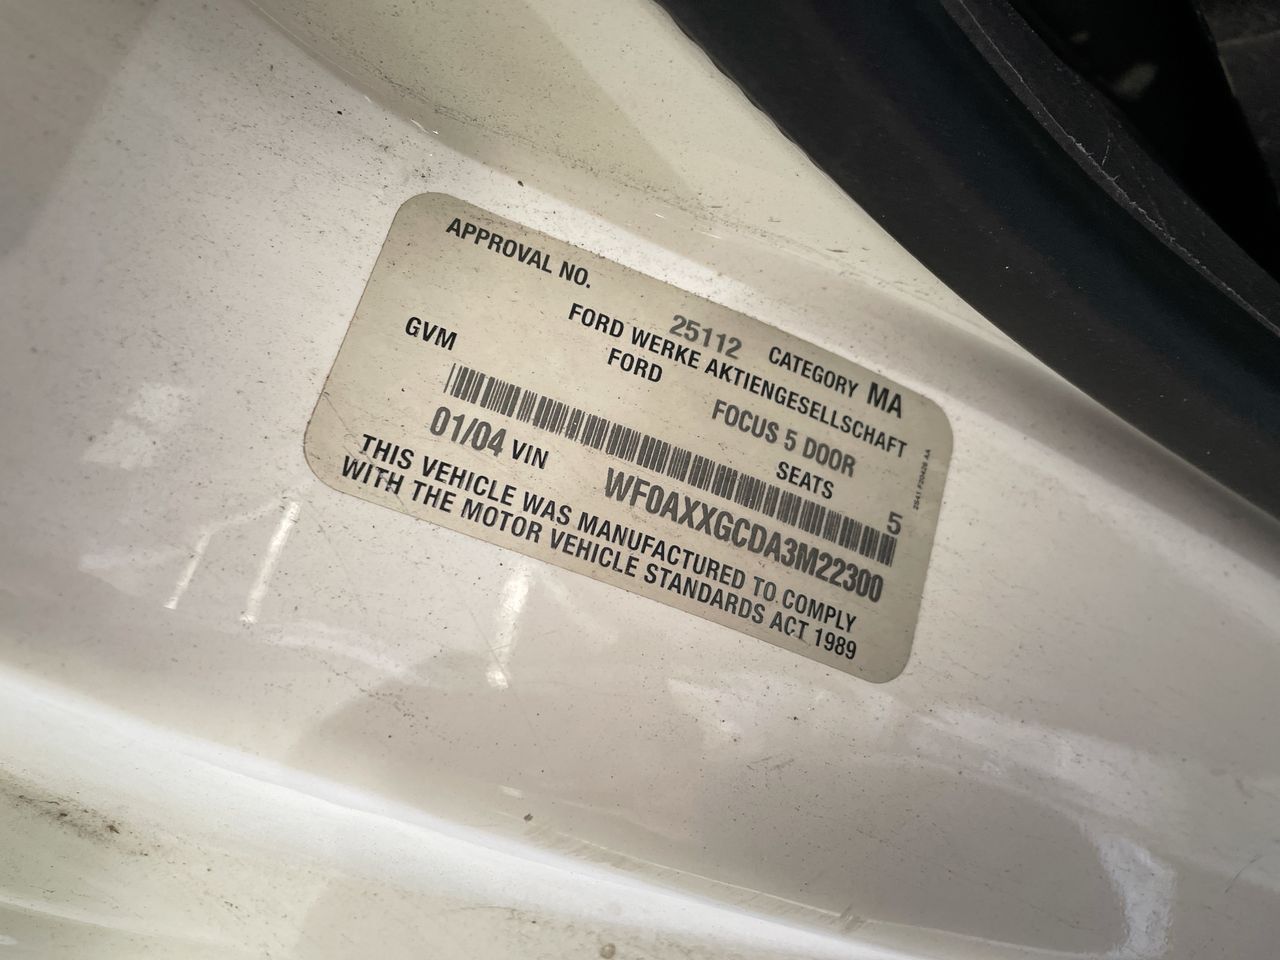 APPROVAL NO. 25112 CATEGORY MA
FORD WERKE AKTIENGESELLSCHAFT
FORD FOCUS 5 DOOR
GVM SEATS 5
01/04 VIN WF0AXXGCDA3M22300
THIS VEHICLE WAS MANUFACTURED TO COMPLY
WITH THE MOTOR VEHICLE STANDARDS ACT 1989